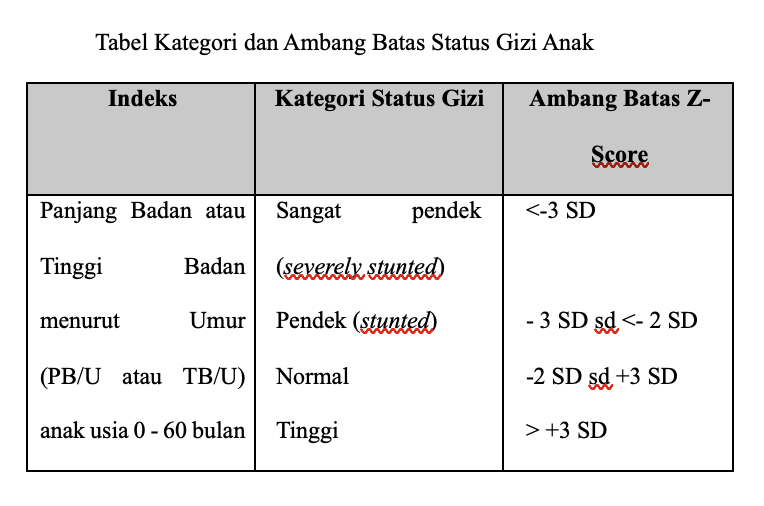 Tabel Kategori dan Ambang Batas Status Gizi Anak
Indeks
Kategori Status Gizi
Ambang Batas Z-
Score
Panjang Badan atau
Tinggi Badan
menurut Umur
(PB/U atau TB/U)
anak usia 0 - 60 bulan
Sangat pendek
(severely stunted)
Pendek (stunted)
Normal
Tinggi
<-3 SD
- 3 SD sd <- 2 SD
-2 SD sd +3 SD
> +3 SD